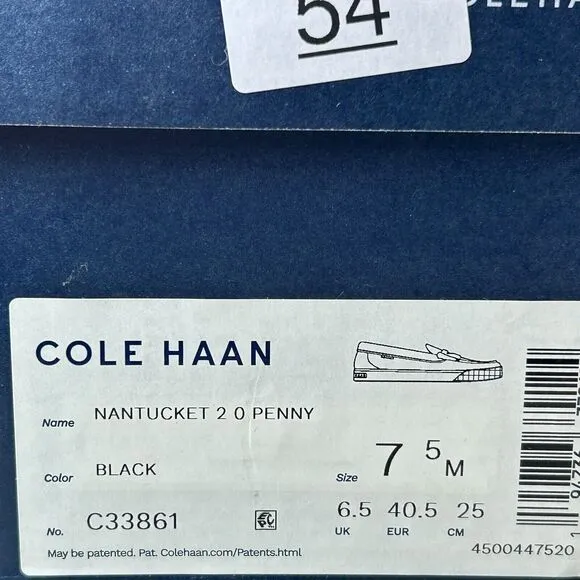 54
COLE HAAN
Name NANTUCKET 2 0 PENNY
Color BLACK
Size 7 5 M
No. C33861
6.5 40.5 25
UK EUR CM
May be patented. Pat. Colehaan.com/Patents.html
4500447520